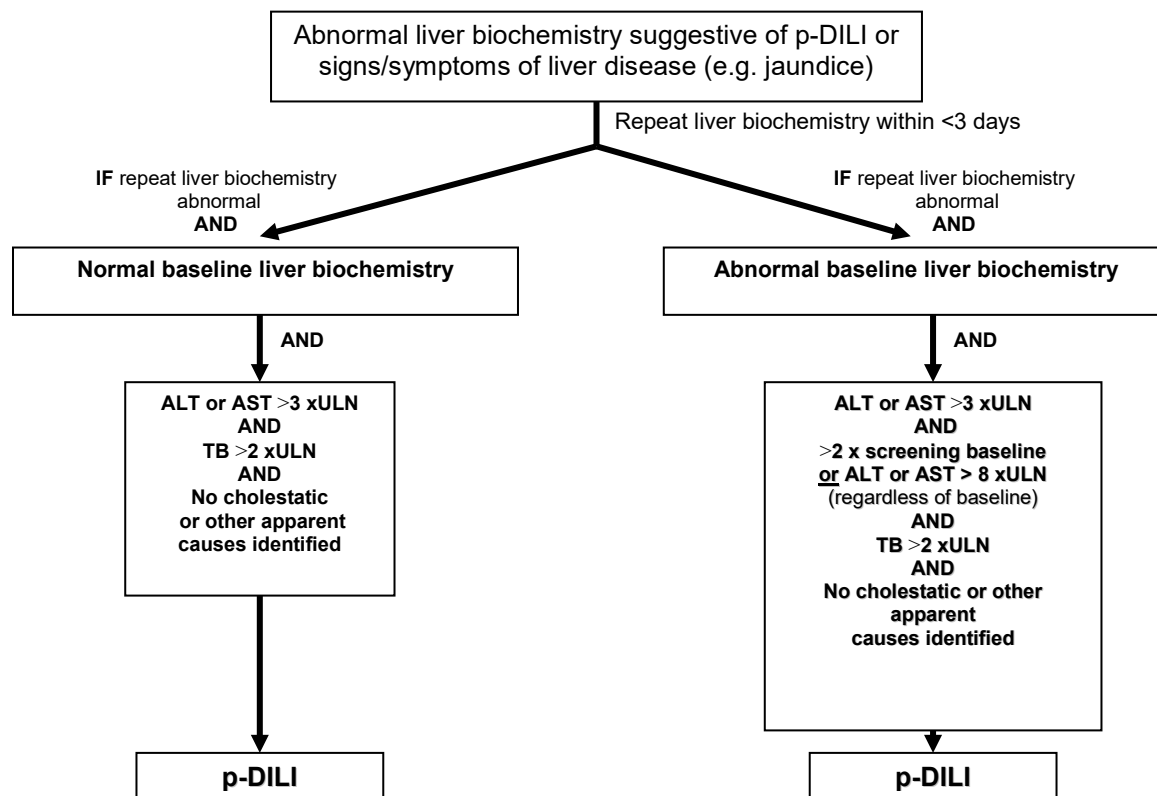 Abnormal liver biochemistry suggestive of p-DILI or
signs/symptoms of liver disease (e.g. jaundice)
Repeat liver biochemistry within <3 days
IF repeat liver biochemistry
abnormal
AND
Normal baseline liver biochemistry
AND
ALT or AST >3 xULN
AND
TB >2 xULN
AND
No cholestatic
or other apparent
causes identified
p-DILI
IF repeat liver biochemistry
abnormal
AND
Abnormal baseline liver biochemistry
AND
ALT or AST >3 xULN
AND
>2 x screening baseline
or ALT or AST > 8 xULN
(regardless of baseline)
AND
TB >2 xULN
AND
No cholestatic or other
apparent
causes identified
p-DILI